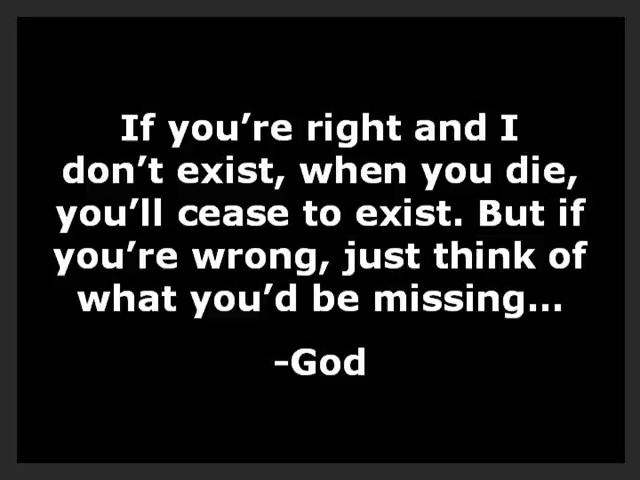 If you’re right and I
don’t exist, when you die,
you’ll cease to exist. But if
you’re wrong, just think of
what you’d be missing...
-God